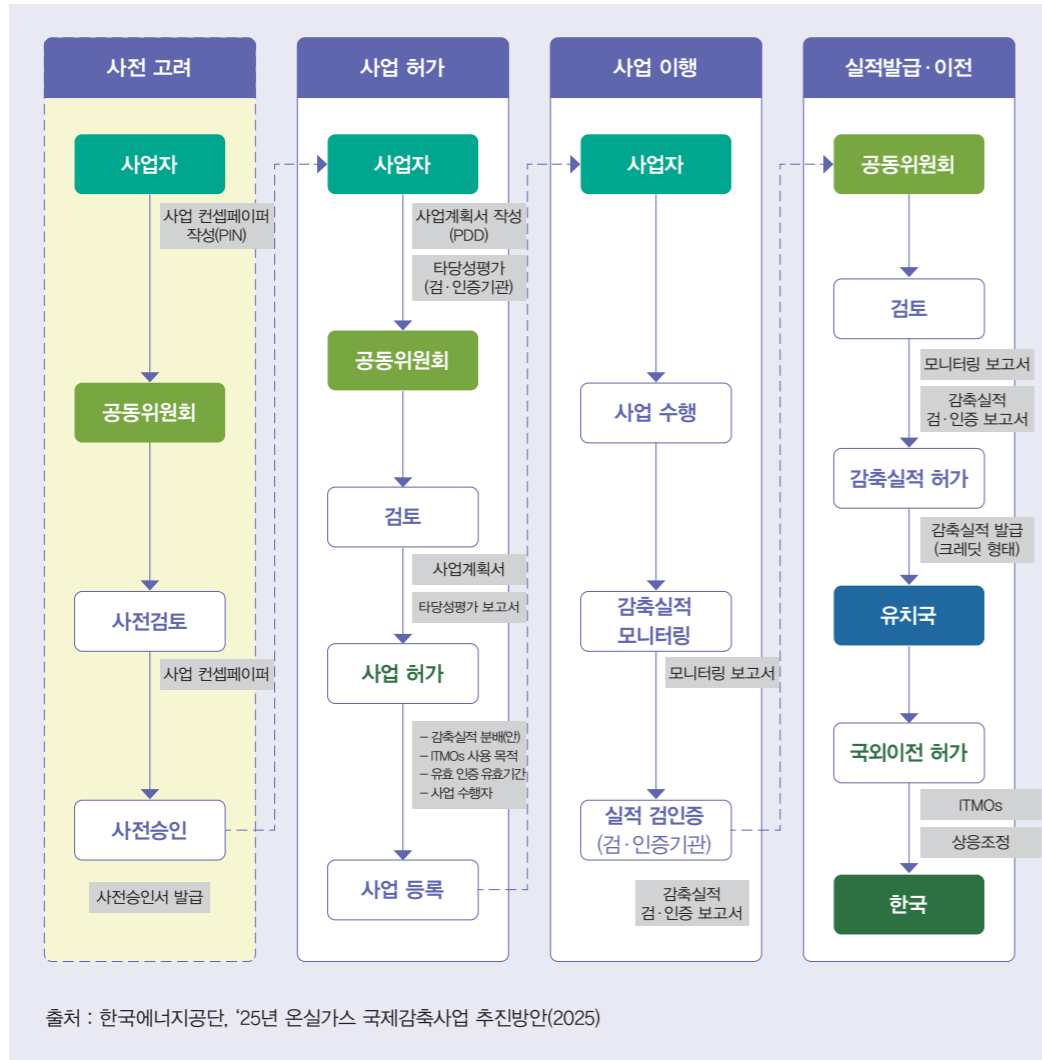 사전 고려
사업자
사업 컨셉페이퍼
작성(PIN)
공동위원회
사전검토
사업 컨셉페이퍼
사전승인
사전승인서 발급
사업 허가
사업자
사업계획서 작성
(PDD)
타당성평가
(검·인증기관)
공동위원회
검토
사업계획서
타당성평가 보고서
사업 허가
– 감축실적 분배(안)
– ITMOs 사용 목적
– 유효 인증 유효기간
– 사업 수행자
사업 등록
사업 이행
사업자
사업 수행
감축실적
모니터링
모니터링 보고서
실적 검인증
(검·인증기관)
감축실적
검·인증 보고서
실적발급·이전
공동위원회
검토
모니터링 보고서
감축실적
검·인증 보고서
감축실적 허가
감축실적 발급
(크레딧 형태)
유치국
국외이전 허가
ITMOs
상응조정
한국
출처 : 한국에너지공단, ‘25년 온실가스 국제감축사업 추진방안(2025)